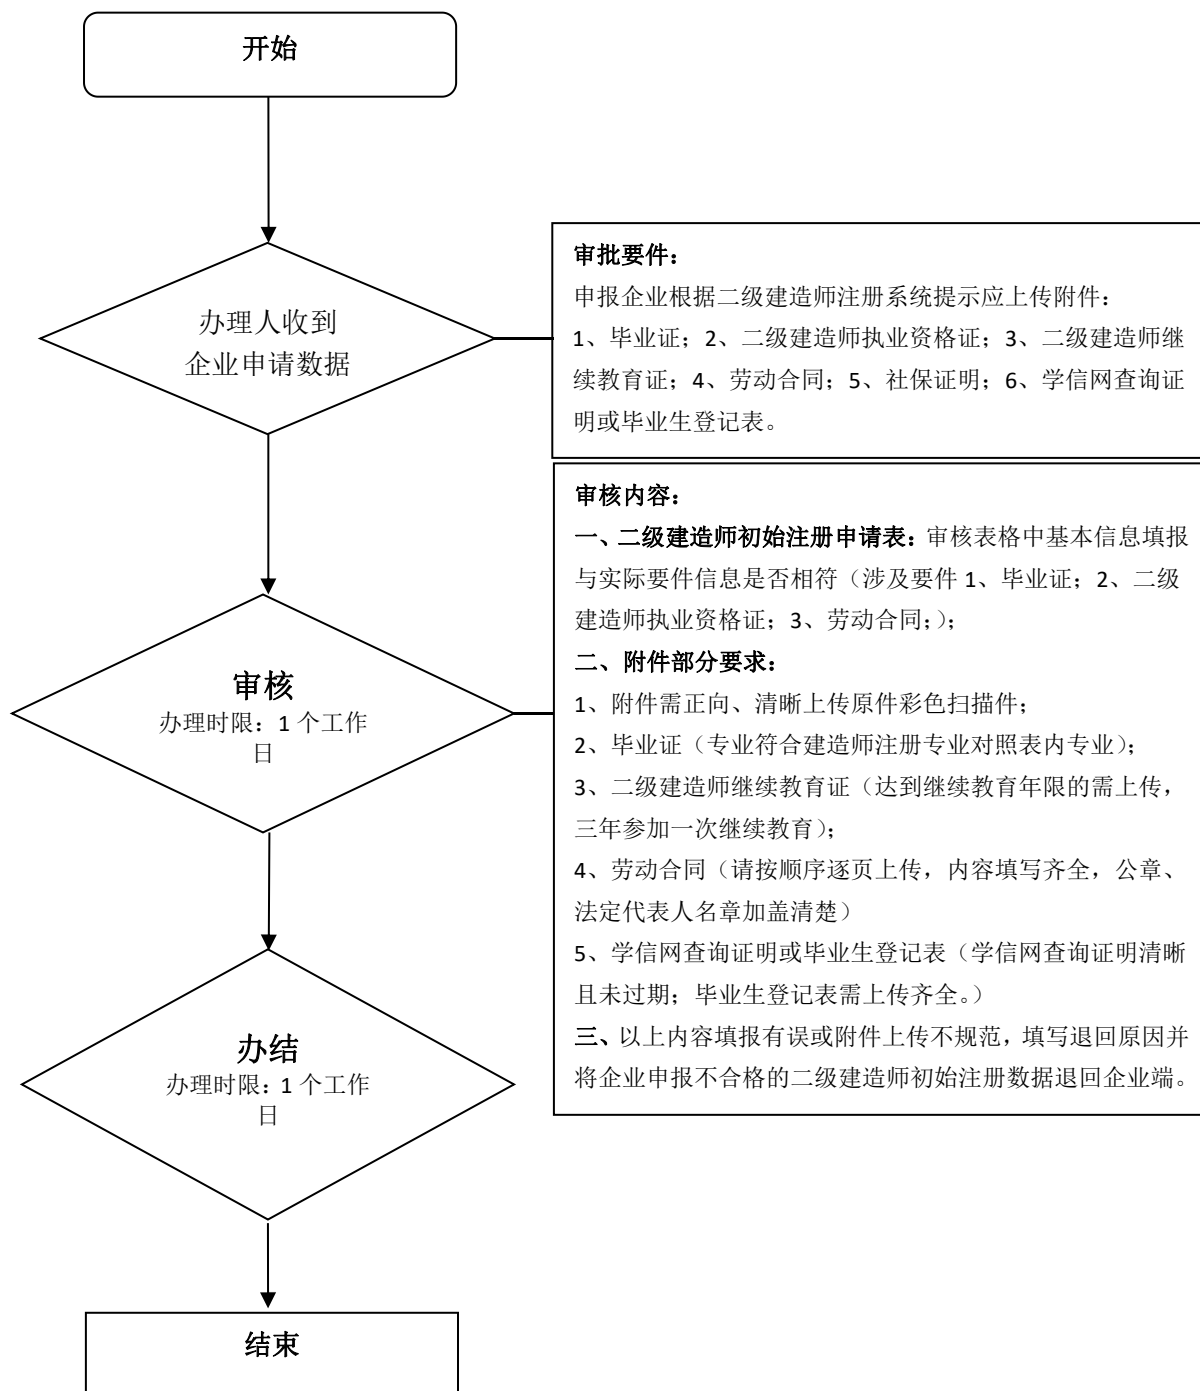 开始
办理人收到
企业申请数据
审批要件：
申报企业根据二级建造师注册系统提示应上传附件：
1、毕业证；2、二级建造师执业资格证；3、二级建造师继
续教育证；4、劳动合同；5、社保证明；6、学信网查询证
明或毕业生登记表。
审核
办理时限：1 个工作
日
审核内容：
一、二级建造师初始注册申请表：审核表格中基本信息填报
与实际要件信息是否相符（涉及要件 1、毕业证；2、二级
建造师执业资格证；3、劳动合同；）；
二、附件部分要求：
1、附件需正向、清晰上传原件彩色扫描件；
2、毕业证（专业符合建造师注册专业对照表内专业）；
3、二级建造师继续教育证（达到继续教育年限的需上传，
三年参加一次继续教育）；
4、劳动合同（请按顺序逐页上传，内容填写齐全，公章、
法定代表人名章加盖清楚）
5、学信网查询证明或毕业生登记表（学信网查询证明清晰
且未过期；毕业生登记表需上传齐全。）
三、以上内容填报有误或附件上传不规范，填写退回原因并
将企业申报不合格的二级建造师初始注册数据退回企业端。
办结
办理时限：1 个工作
日
结束